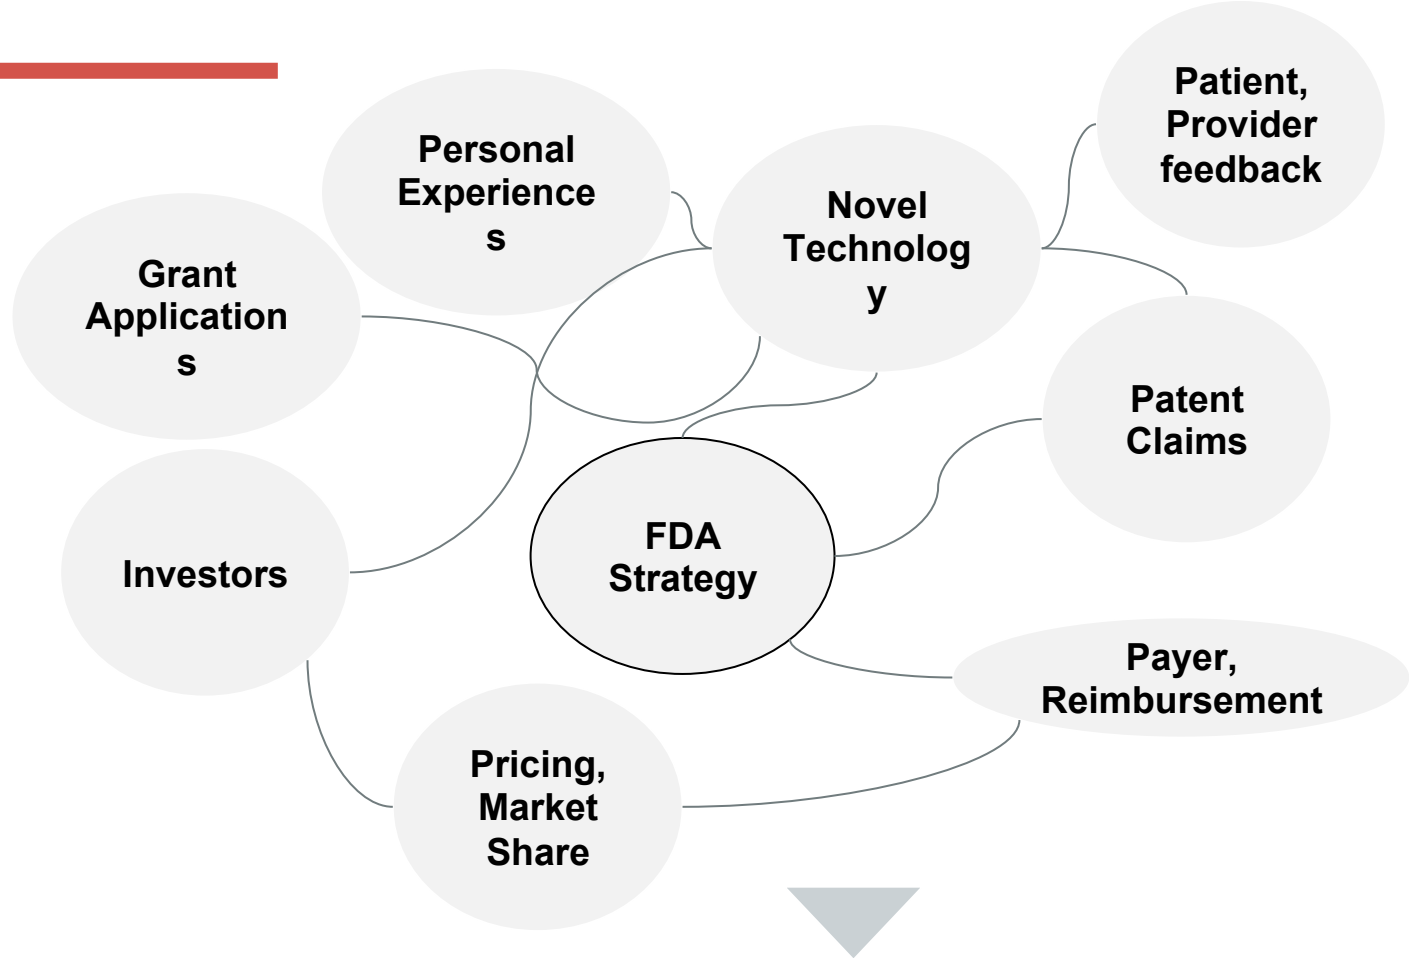 Patient,
Provider
feedback
Personal
Experience
s
Novel
Technolog
y
Grant
Application
s
Patent
Claims
FDA
Strategy
Investors
Payer,
Reimbursement
Pricing,
Market
Share